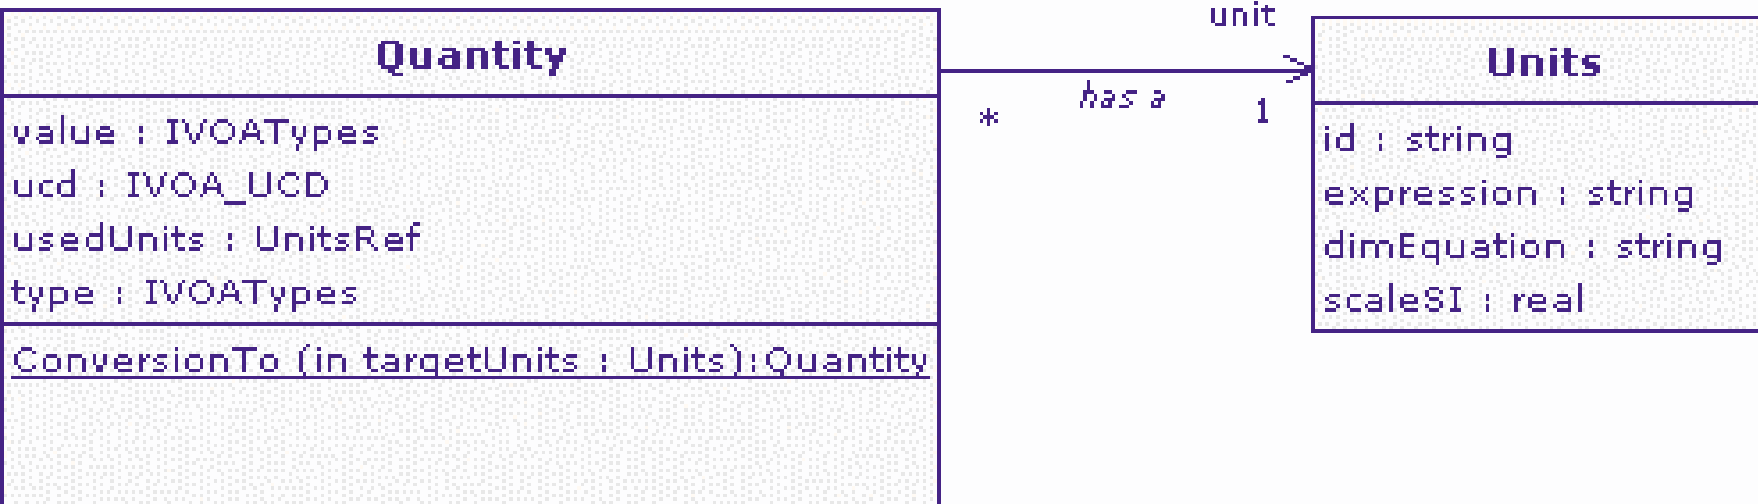 Quantity
value : IVOATypes
ucd : IVOA_UCD
usedUnits : UnitsRef
type : IVOATypes
ConversionTo (in targetUnits : Units):Quantity
unit
has a
* 1
Units
id : string
expression : string
dimEquation : string
scaleSI : real